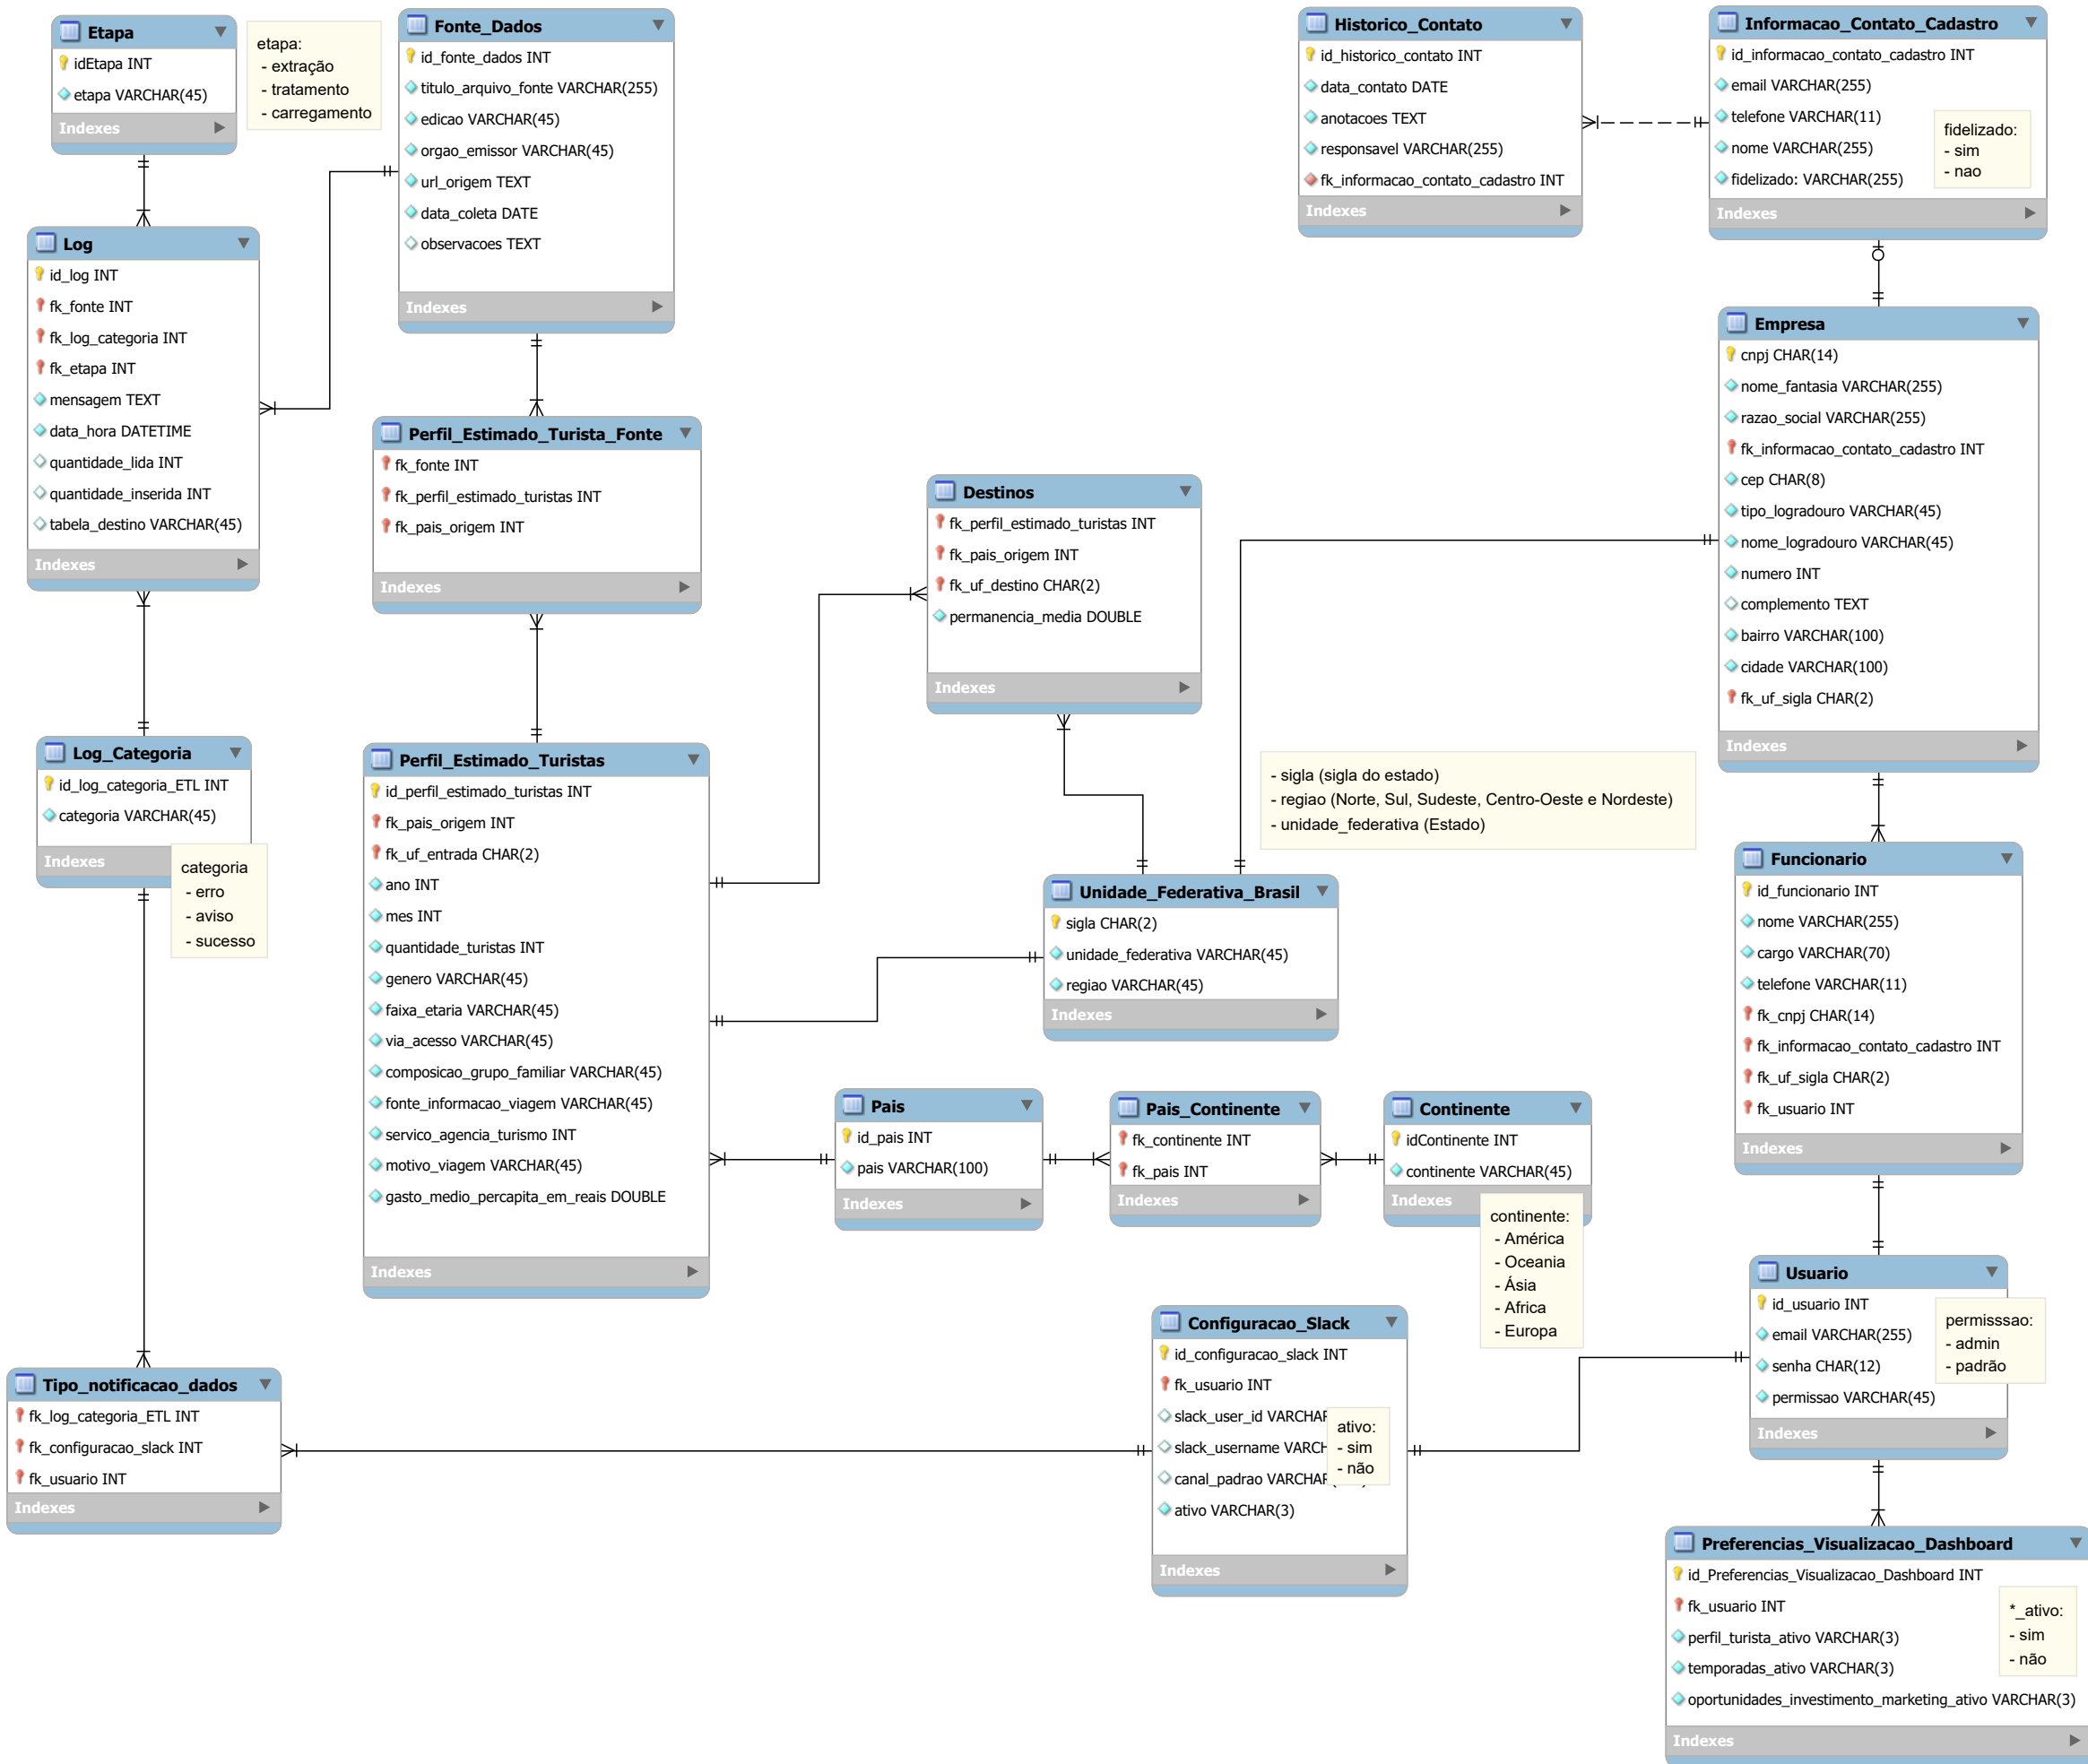 Etapa
idEtapa INT
etapa VARCHAR(45)
Indexes
etapa:
- extração
- tratamento
- carregamento
Fonte_Dados
id_fonte_dados INT
titulo_arquivo_fonte VARCHAR(255)
edicao VARCHAR(45)
orgao_emissor VARCHAR(45)
url_origem TEXT
data_coleta DATE
observacoes TEXT
Indexes
Historico_Contato
id_historico_contato INT
data_contato DATE
anotacoes TEXT
responsavel VARCHAR(255)
fk_informacao_contato_cadastro INT
Indexes
Informacao_Contato_Cadastro
id_informacao_contato_cadastro INT
email VARCHAR(255)
telefone VARCHAR(11)
nome VARCHAR(255)
fidelizado: VARCHAR(255)
Indexes
fidelizado:
- sim
- nao
Log
id_log INT
fk_fonte INT
fk_log_categoria INT
fk_etapa INT
mensagem TEXT
data_hora DATETIME
quantidade_lida INT
quantidade_inserida INT
tabela_destino VARCHAR(45)
Indexes
Perfil_Estimado_Turista_Fonte
fk_fonte INT
fk_perfil_estimado_turistas INT
fk_pais_origem INT
Indexes
Destinos
fk_perfil_estimado_turistas INT
fk_pais_origem INT
fk_uf_destino CHAR(2)
permanencia_media DOUBLE
Indexes
Empresa
cnpj CHAR(14)
nome_fantasia VARCHAR(255)
razao_social VARCHAR(255)
fk_informacao_contato_cadastro INT
cep CHAR(8)
tipo_logradouro VARCHAR(45)
nome_logradouro VARCHAR(45)
numero INT
complemento TEXT
bairro VARCHAR(100)
cidade VARCHAR(100)
fk_uf_sigla CHAR(2)
Indexes
Log_Categoria
id_log_categoria_ETL INT
categoria VARCHAR(45)
Indexes
categoria
- erro
- aviso
- sucesso
Perfil_Estimado_Turistas
id_perfil_estimado_turistas INT
fk_pais_origem INT
fk_uf_entrada CHAR(2)
ano INT
mes INT
quantidade_turistas INT
genero VARCHAR(45)
faixa_etaria VARCHAR(45)
via_acesso VARCHAR(45)
composicao_grupo_familiar VARCHAR(45)
fonte_informacao_viagem VARCHAR(45)
servico_agencia_turismo INT
motivo_viagem VARCHAR(45)
gasto_medio_percapita_em_reais DOUBLE
Indexes
- sigla (sigla do estado)
- regiao (Norte, Sul, Sudeste, Centro-Oeste e Nordeste)
- unidade_federativa (Estado)
Unidade_Federativa_Brasil
sigla CHAR(2)
unidade_federativa VARCHAR(45)
regiao VARCHAR(45)
Indexes
Funcionario
id_funcionario INT
nome VARCHAR(255)
cargo VARCHAR(70)
telefone VARCHAR(11)
fk_cnpj CHAR(14)
fk_informacao_contato_cadastro INT
fk_uf_sigla CHAR(2)
fk_usuario INT
Indexes
Pais
id_pais INT
pais VARCHAR(100)
Indexes
Pais_Continente
fk_continente INT
fk_pais INT
Indexes
Continente
idContinente INT
continente VARCHAR(45)
Indexes
continente:
- América
- Oceania
- Ásia
- Africa
- Europa
Configuracao_Slack
id_configuracao_slack INT
fk_usuario INT
slack_user_id
slack_username
canal_padrao
ativo VARCHAR(3)
Indexes
ativo:
- sim
- não
Usuario
id_usuario INT
email VARCHAR(255)
senha CHAR(12)
permissao VARCHAR(45)
Indexes
permisssao:
- admin
- padrão
Tipo_notificacao_dados
fk_log_categoria_ETL INT
fk_configuracao_slack INT
fk_usuario INT
Indexes
Preferencias_Visualizacao_Dashboard
id_Preferencias_Visualizacao_Dashboard INT
fk_usuario INT
perfil_turista_ativo VARCHAR(3)
temporadas_ativo VARCHAR(3)
oportunidades_investimento_marketing_ativo VARCHAR(3)
Indexes
*_ativo:
- sim
- não